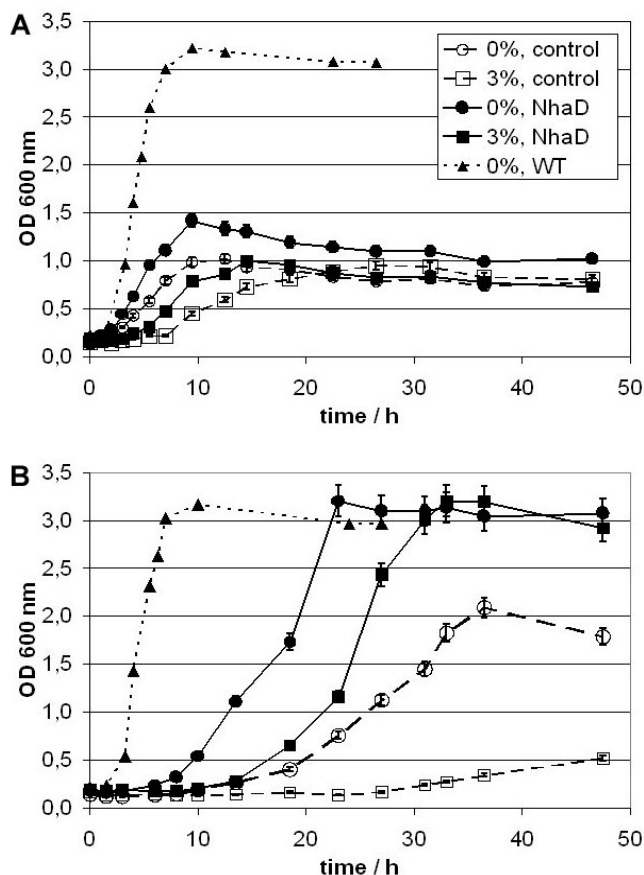 A
3,5
3,0
2,5
2,0
1,5
1,0
0,5
0,0
OD 600 nm
0%, control
3%, control
0%, NhaD
3%, NhaD
0%, WT
0 10 20 30 40 50
time / h
B
3,5
3,0
2,5
2,0
1,5
1,0
0,5
0,0
OD 600 nm
0 10 20 30 40 50
time / h